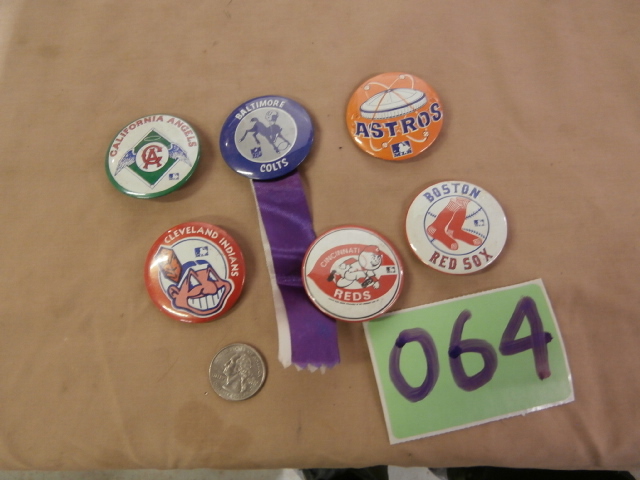 CALIFORNIA ANGELS
CA
BALTIMORE
COLTS
ASTROS
BOSTON
RED SOX
CLEVELAND INDIANS
CINCINNATI
REDS
064